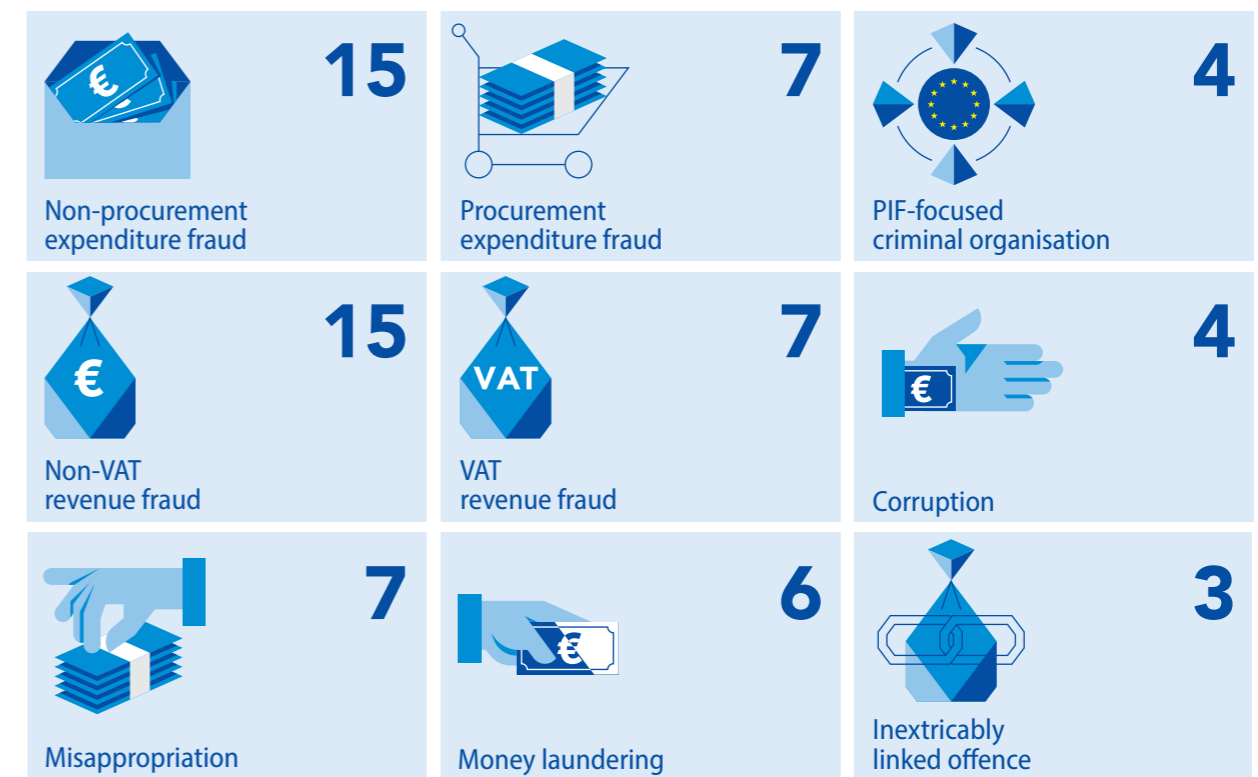 15
Non-procurement
expenditure fraud
7
Procurement
expenditure fraud
4
PIF-focused
criminal organisation
€
15
Non-VAT
revenue fraud
VAT
7
VAT
revenue fraud
€
4
Corruption
7
Misappropriation
€
6
Money laundering
3
Inextricably
linked offence